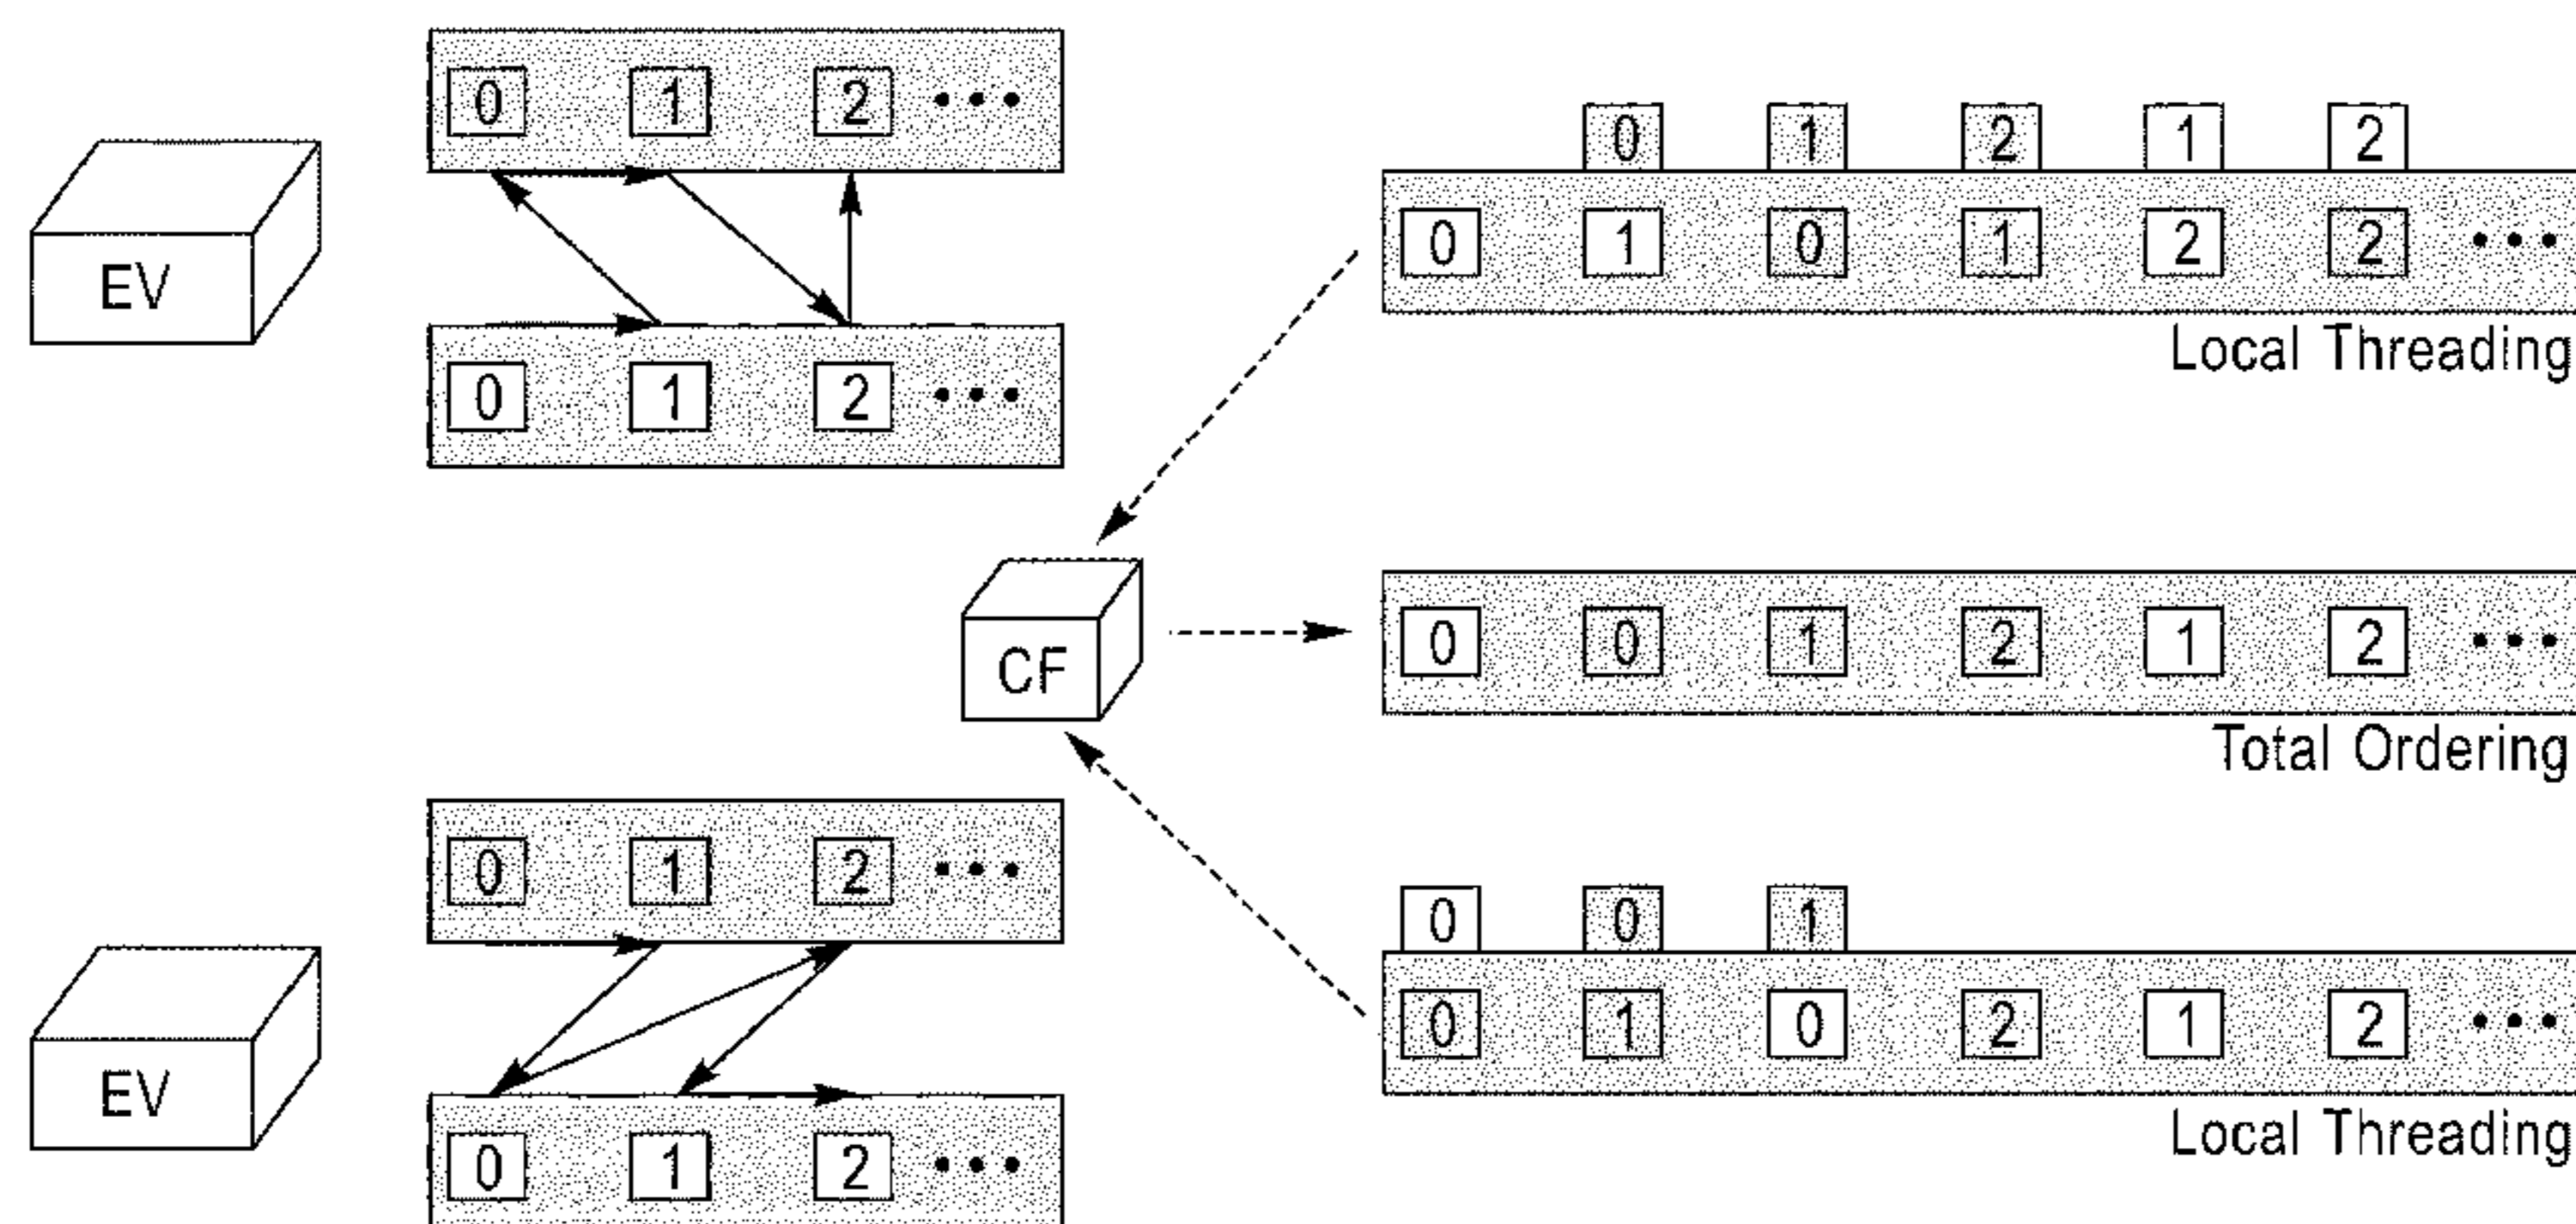 0 1 2 •••
EV
0 1 2 •••
0 1 2 1 2
0 1 0 1 2 2 •••
Local Threading
CF
0 0 1 2 1 2 •••
Total Ordering
0 1 2 •••
EV
0 1 2 •••
0 0 1
0 1 0 2 1 2 •••
Local Threading